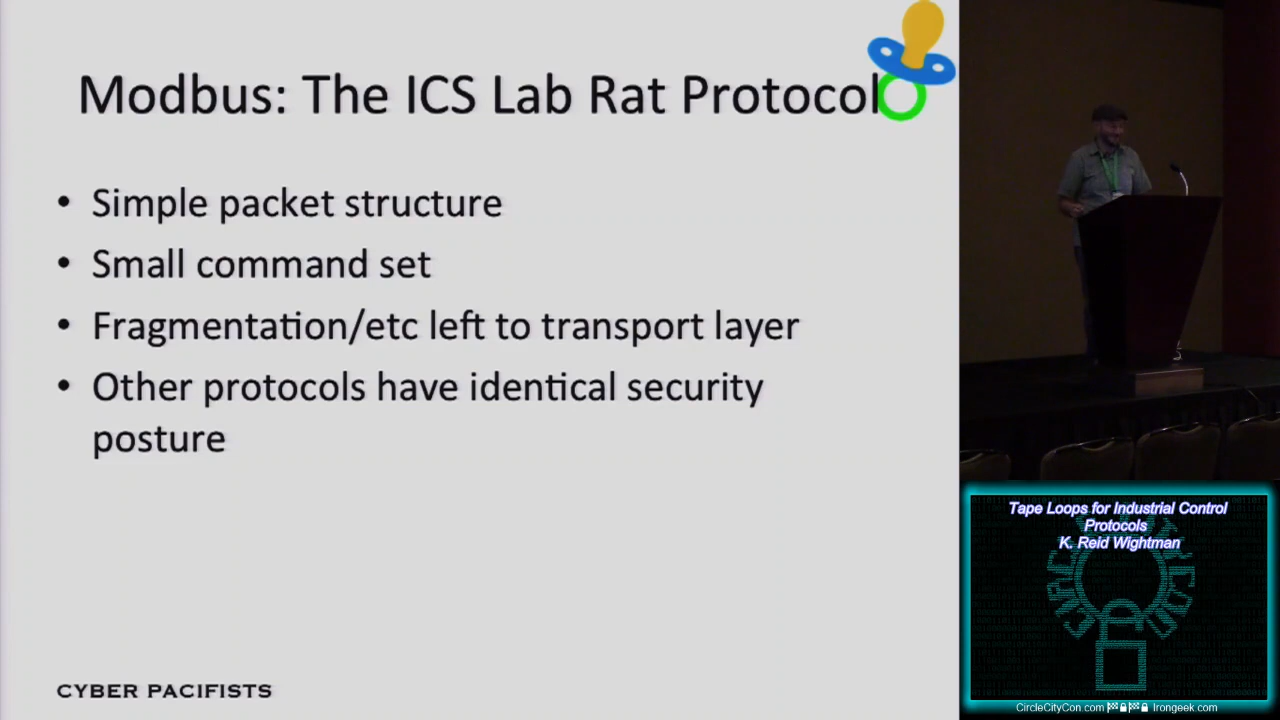 Modbus: The ICS Lab Rat Protocol
• Simple packet structure
• Small command set
• Fragmentation/etc left to transport layer
• Other protocols have identical security
posture
CYBER PACIFISTS
Tape Loops for Industrial Control
Protocols
K. Reid Wightman
CircleCityCon.com Irongeek.com